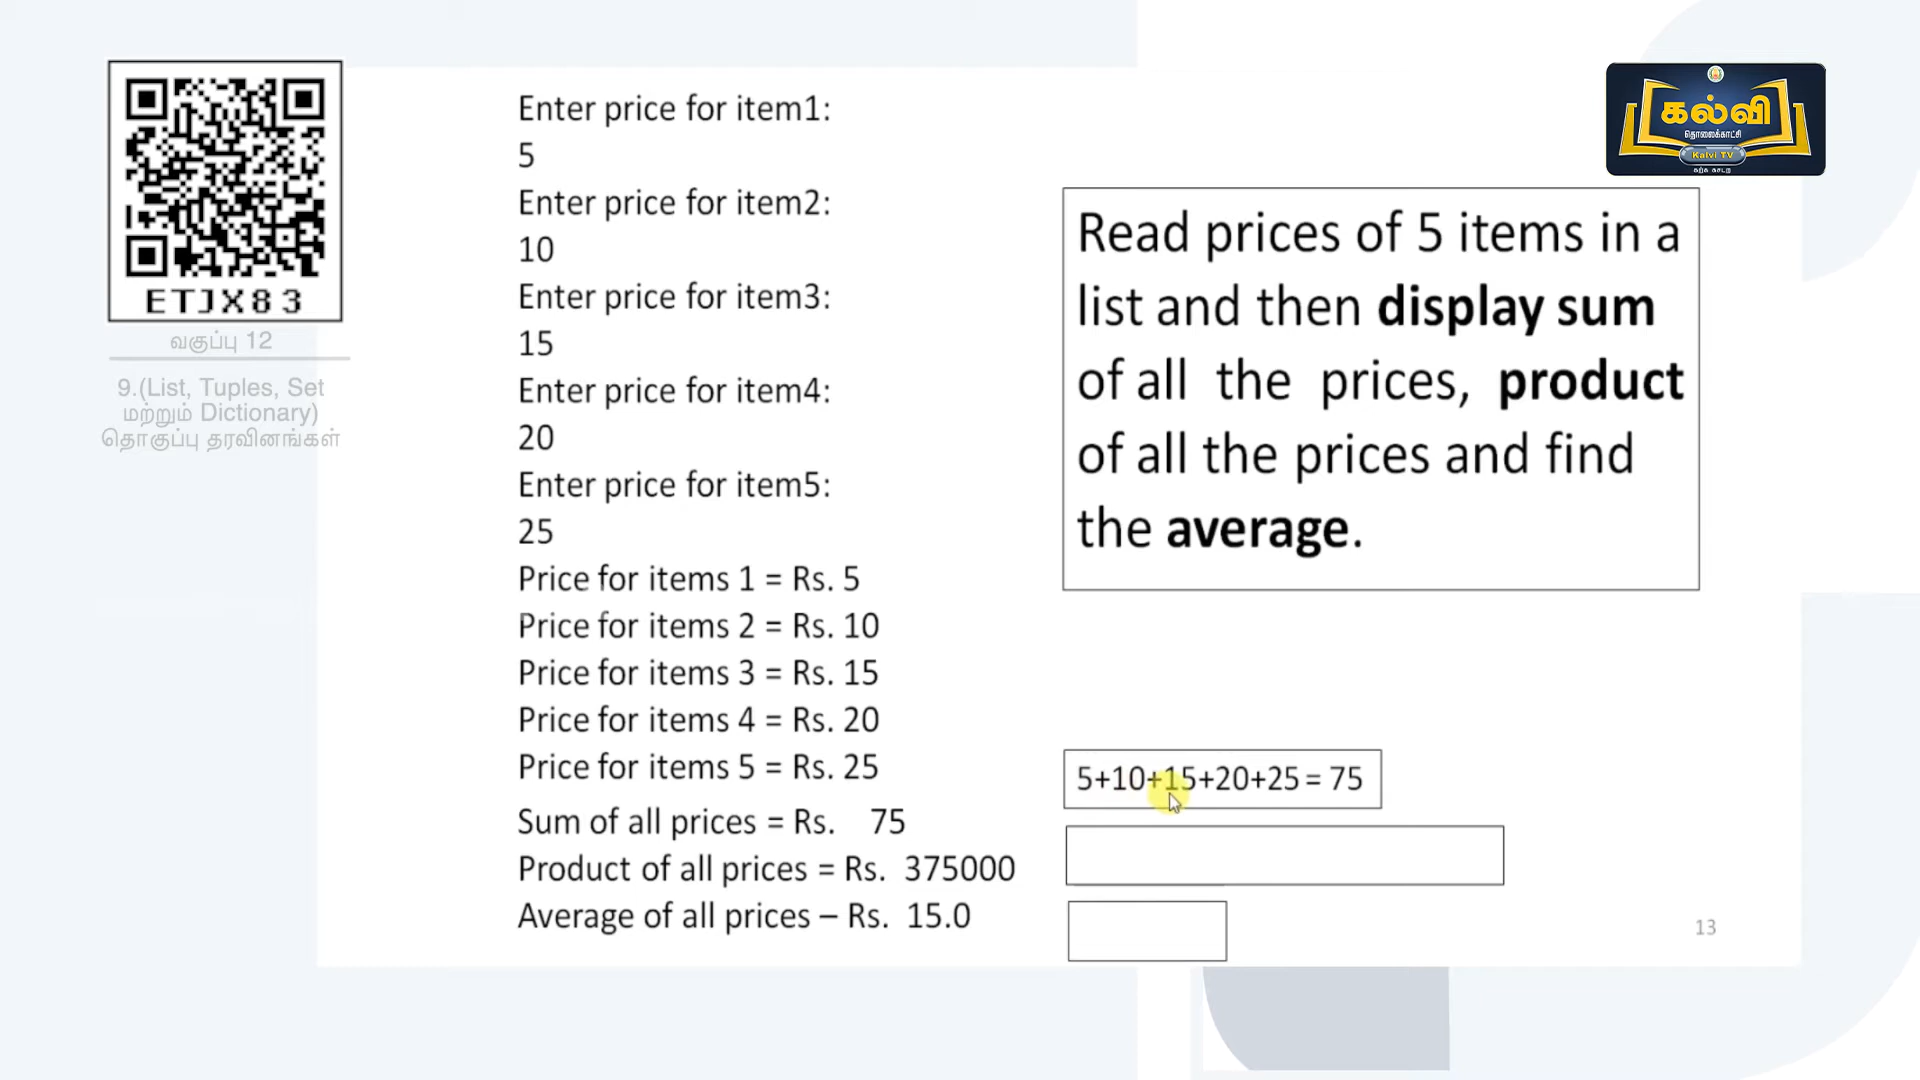 ETJX83
வகுப்பு 12
9.(List, Tuples, Set
மற்றும் Dictionary)
தொகுப்பு தரவினங்கள்
Enter price for item1:
5
Enter price for item2:
10
Enter price for item3:
15
Enter price for item4:
20
Enter price for item5:
25
Price for items 1 = Rs. 5
Price for items 2 = Rs. 10
Price for items 3 = Rs. 15
Price for items 4 = Rs. 20
Price for items 5 = Rs. 25
Sum of all prices = Rs. 75
Product of all prices = Rs. 375000
Average of all prices – Rs. 15.0
கல்வி
தொலைக்காட்சி
Kalvi TV
கற்க கசடற
Read prices of 5 items in a
list and then display sum
of all the prices, product
of all the prices and find
the average.
5+10+15+20+25 = 75
13